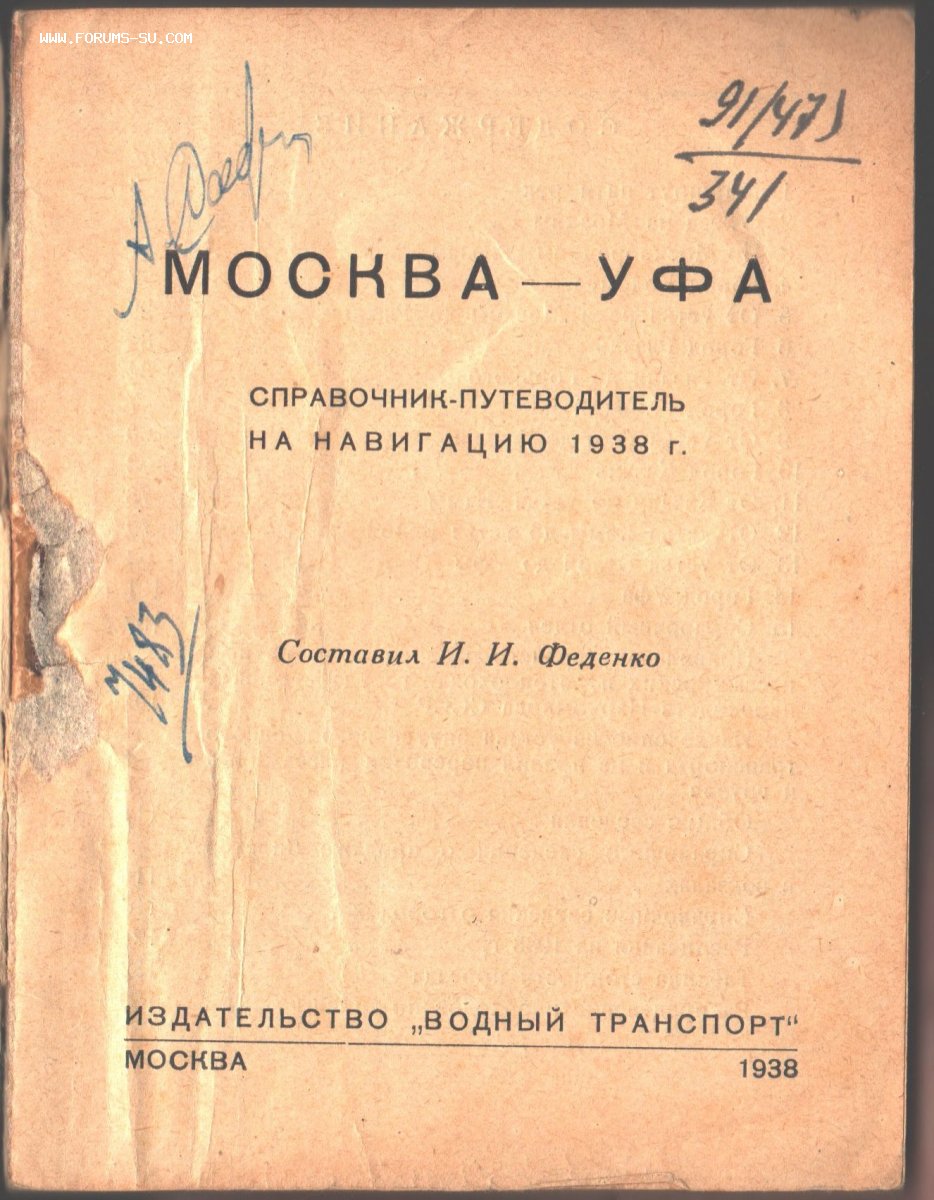 WWW.FORUMS-SU.COM
91/47)
341
МОСКВА — УФА
СПРАВОЧНИК-ПУТЕВОДИТЕЛЬ
НА НАВИГАЦИЮ 1938 г.
7483
Составил И. И. Феденко
ИЗДАТЕЛЬСТВО „ВОДНЫЙ ТРАНСПОРТ“
МОСКВА 1938